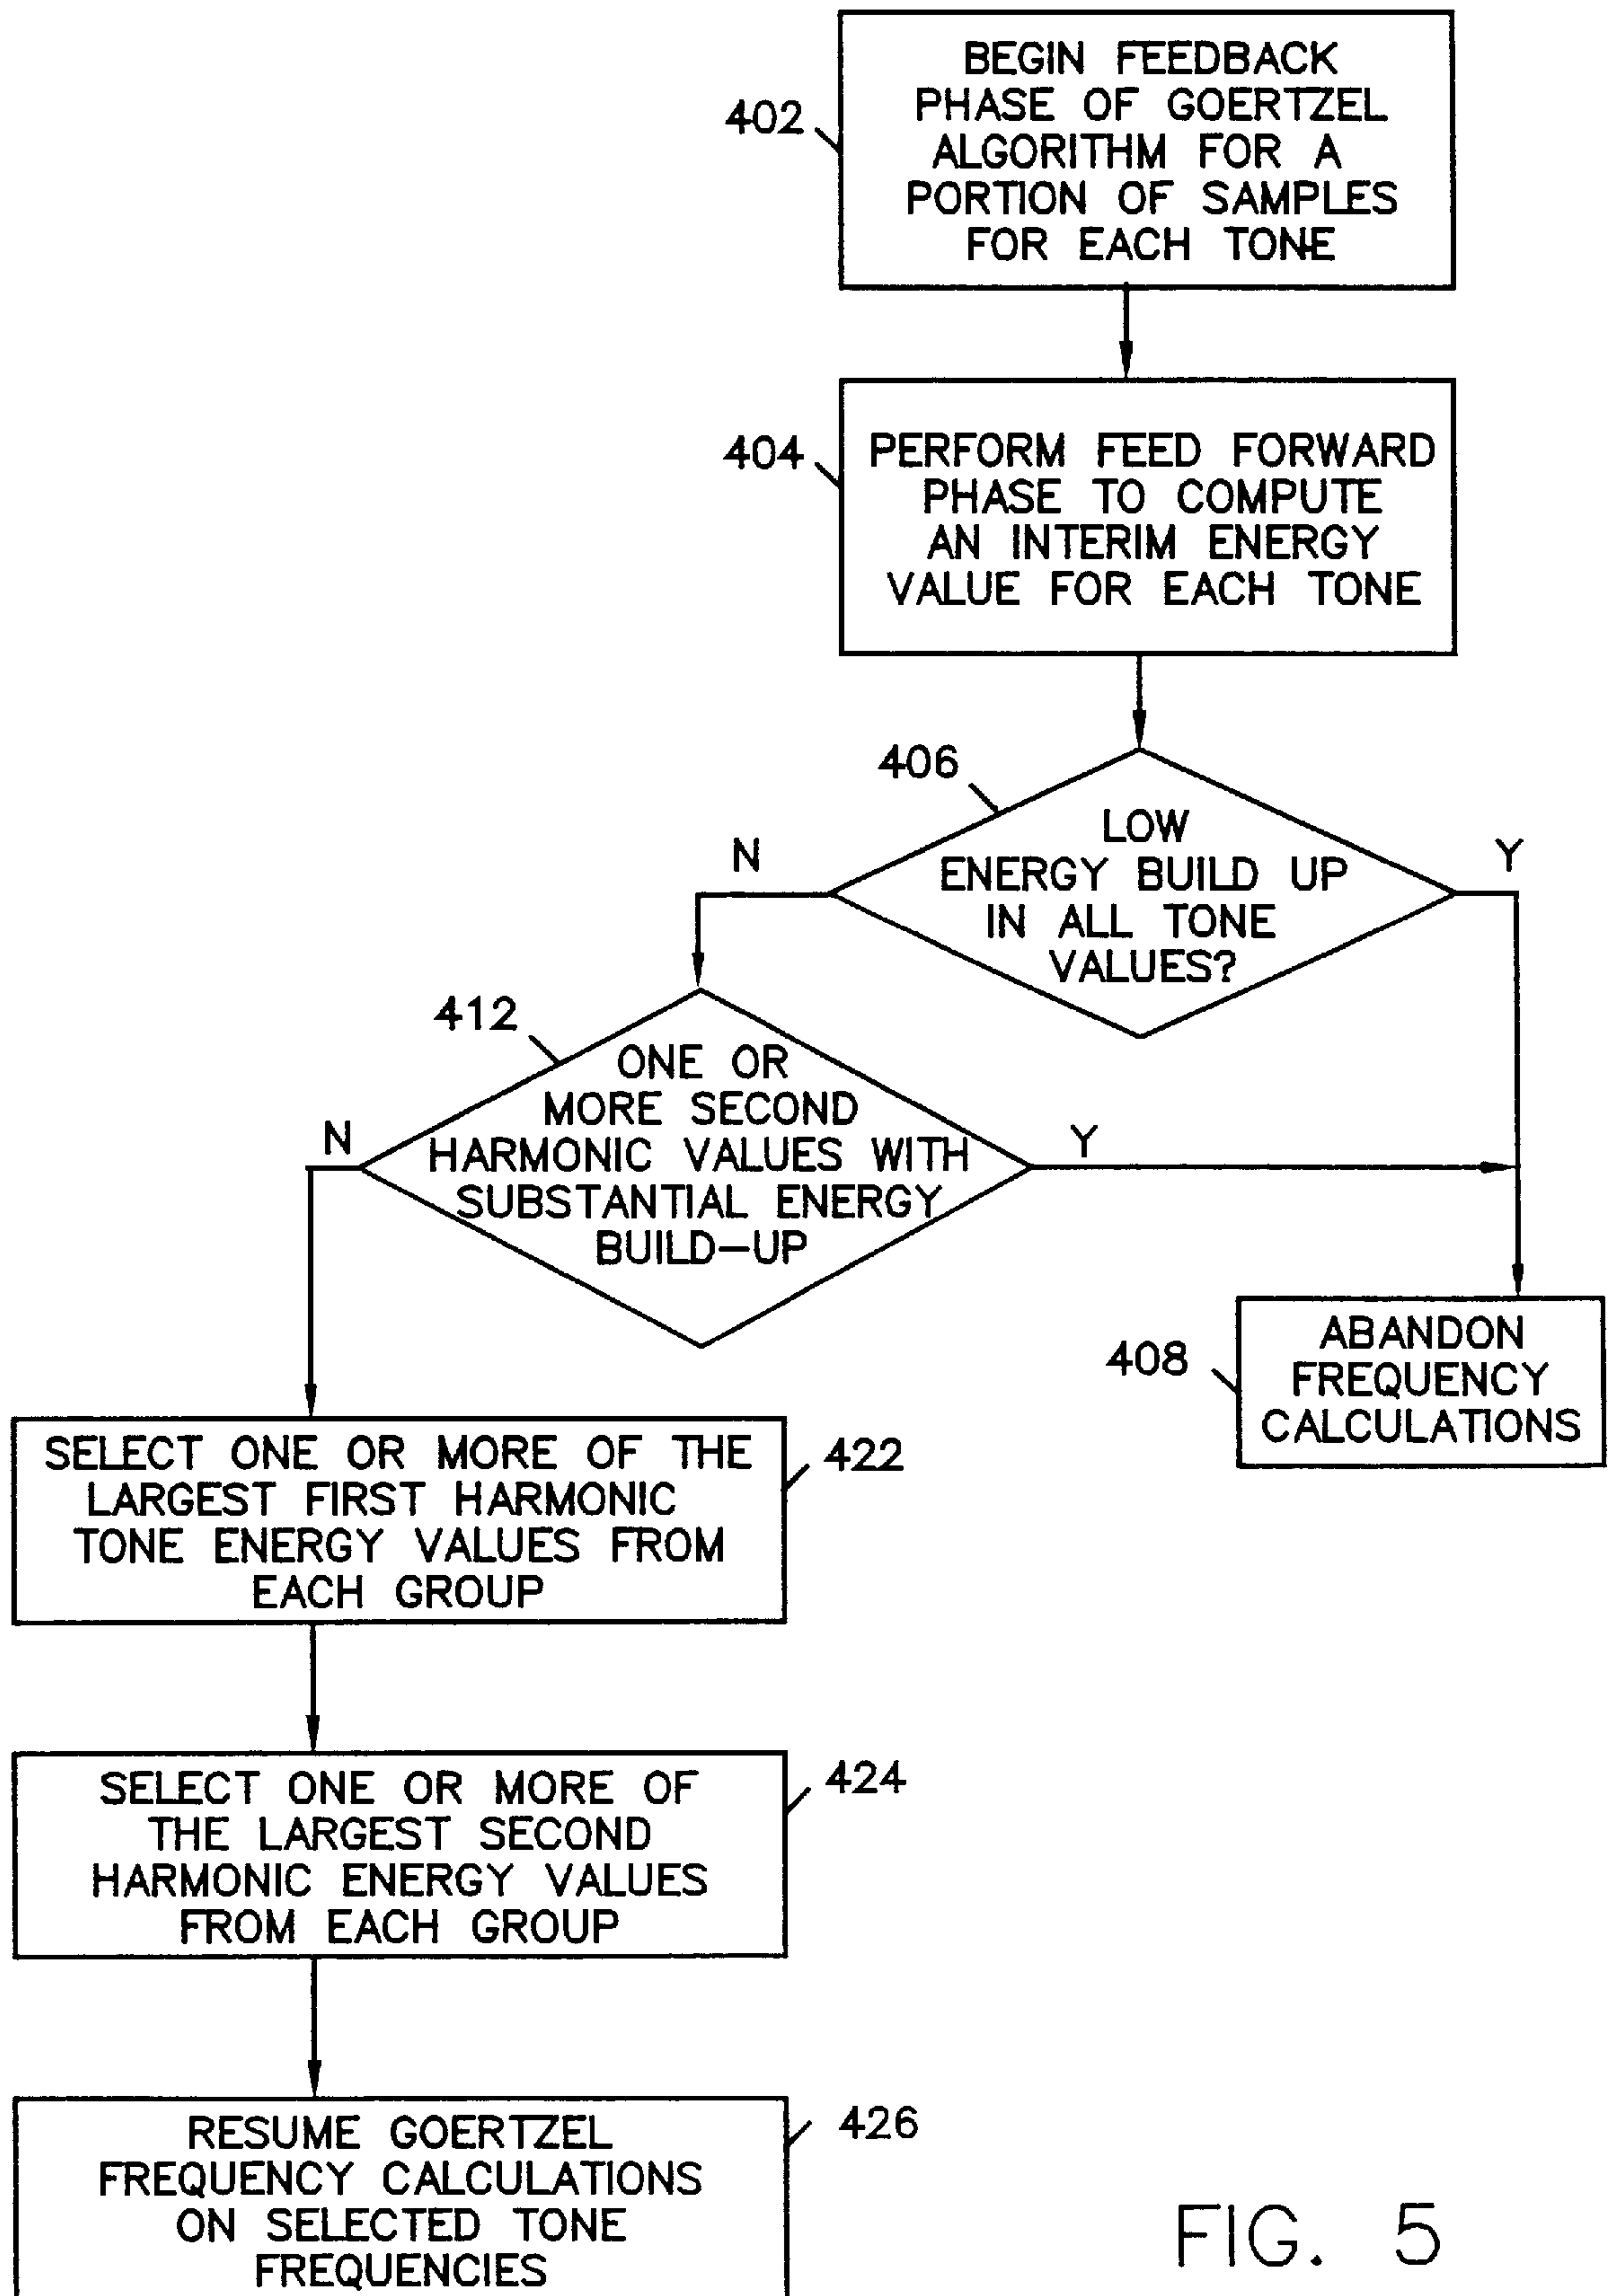 BEGIN FEEDBACK
PHASE OF GOERTZEL
ALGORITHM FOR A
PORTION OF SAMPLES
FOR EACH TONE
402
404
PERFORM FEED FORWARD
PHASE TO COMPUTE
AN INTERIM ENERGY
VALUE FOR EACH TONE
406
LOW
ENERGY BUILD UP
IN ALL TONE
VALUES?
N
Y
412
ONE OR
MORE SECOND
HARMONIC VALUES WITH
SUBSTANTIAL ENERGY
BUILD-UP
N
Y
408
ABANDON
FREQUENCY
CALCULATIONS
SELECT ONE OR MORE OF THE
LARGEST FIRST HARMONIC
TONE ENERGY VALUES FROM
EACH GROUP
422
SELECT ONE OR MORE OF
THE LARGEST SECOND
HARMONIC ENERGY VALUES
FROM EACH GROUP
424
RESUME GOERTZEL
FREQUENCY CALCULATIONS
ON SELECTED TONE
FREQUENCIES
426
FIG. 5